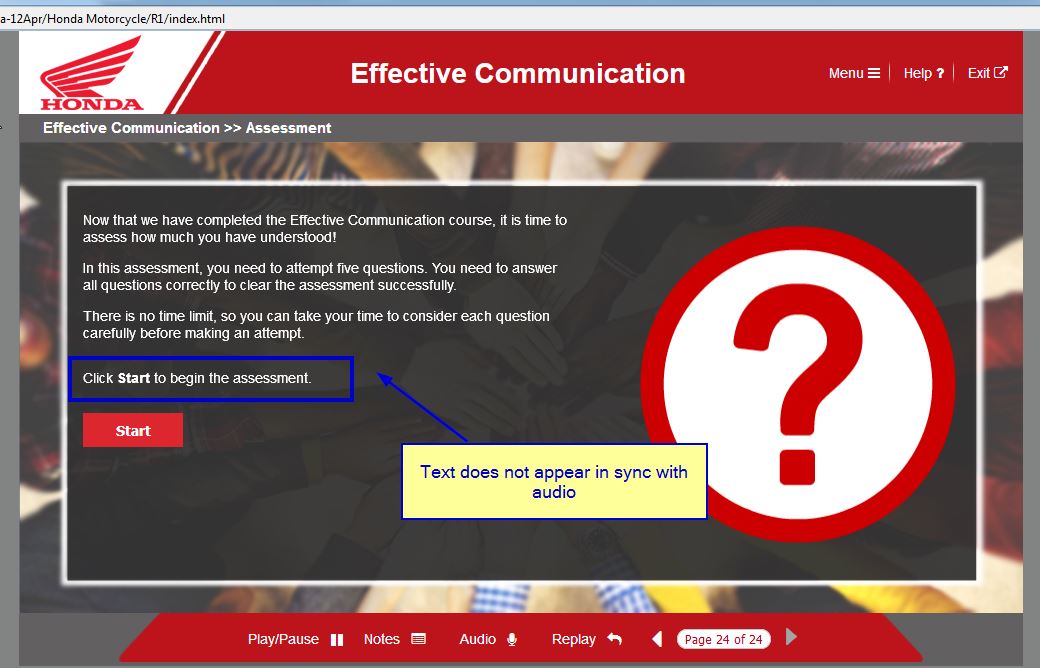 a-12Apr/Honda Motorcycle/R1/index.html
HONDA
Effective Communication
Menu
Help ?
Exit
Effective Communication >> Assessment
Now that we have completed the Effective Communication course, it is time to
assess how much you have understood!
In this assessment, you need to attempt five questions. You need to answer
all questions correctly to clear the assessment successfully.
There is no time limit, so you can take your time to consider each question
carefully before making an attempt.
Click Start to begin the assessment.
Start
?
Text does not appear in sync with
audio
Play/Pause
Notes
Audio
Replay
Page 24 of 24